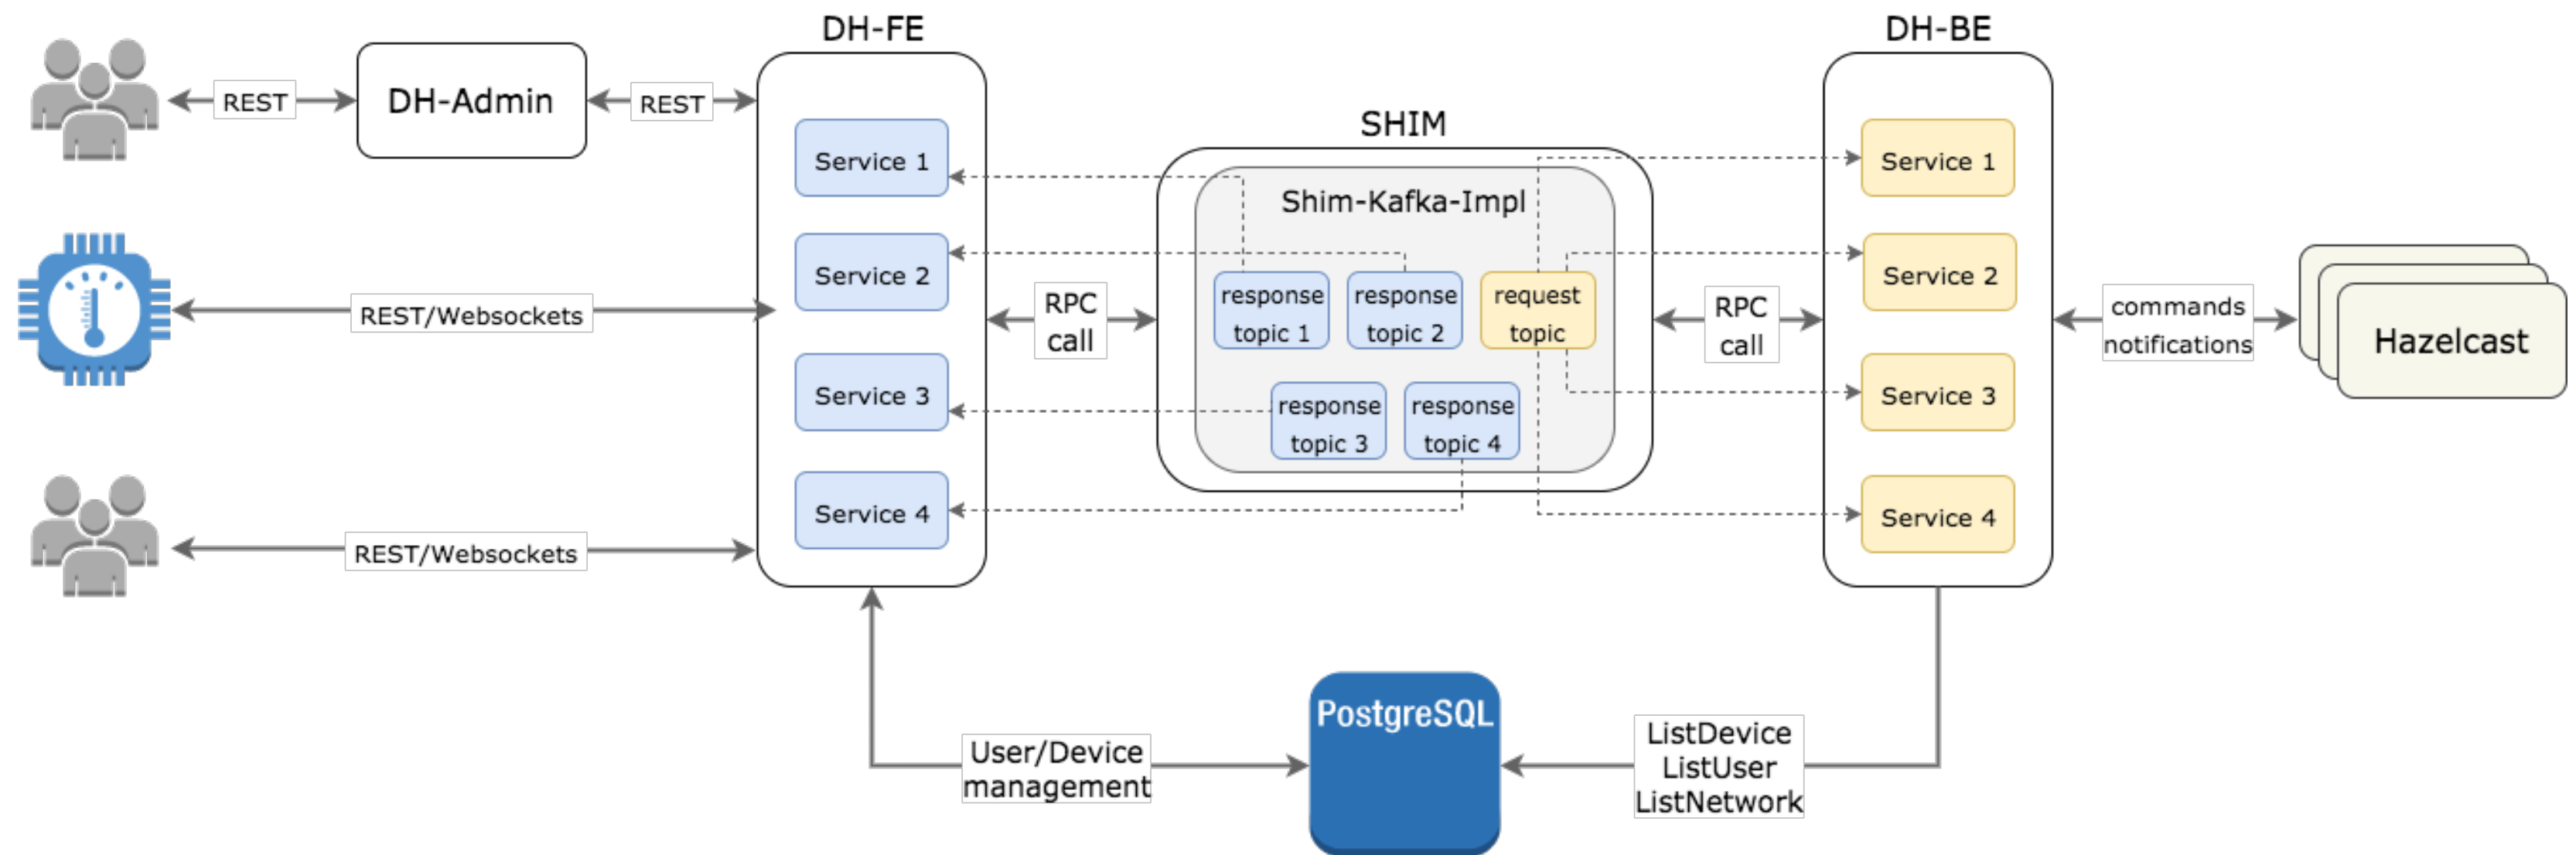 DH-FE
DH-BE
REST
DH-Admin
REST
SHIM
Service 1
Shim-Kafka-Impl
Service 1
Service 2
Service 2
REST/Websockets
RPC
call
response
topic 1
response
topic 2
request
topic
RPC
call
commands
notifications
Hazelcast
Service 3
response
topic 3
response
topic 4
Service 3
Service 4
Service 4
REST/Websockets
PostgreSQL
User/Device
management
ListDevice
ListUser
ListNetwork